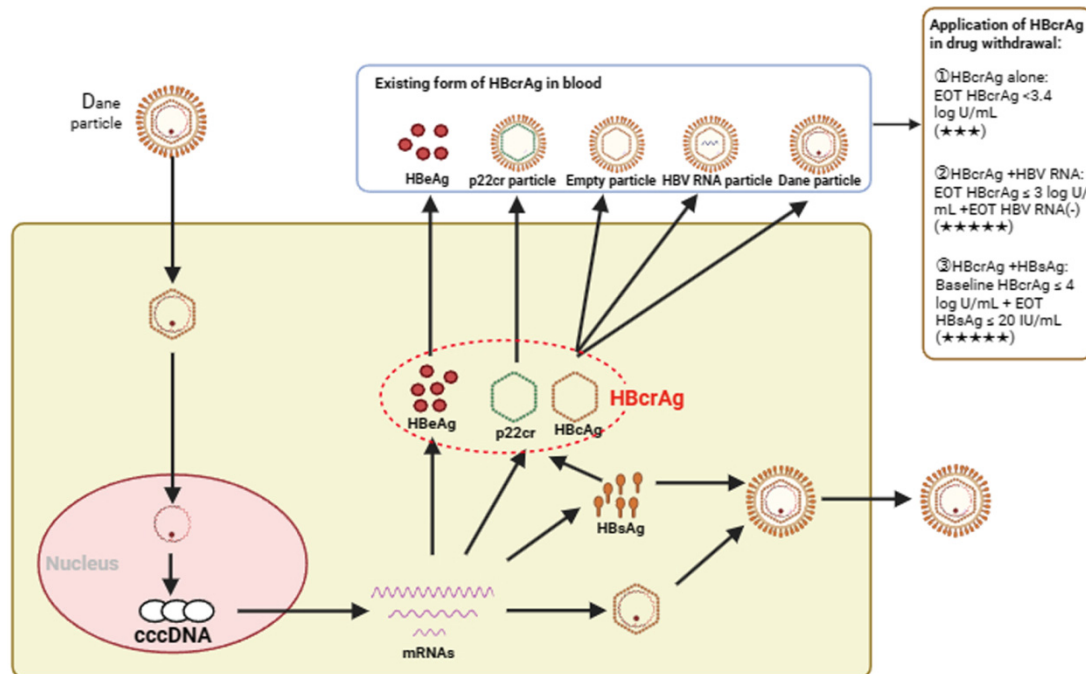 Dane
particle
Existing form of HBcrAg in blood
HBeAg
p22cr particle
Empty particle
HBV RNA particle
Dane particle
Application of HBcrAg
in drug withdrawal:
①HBcrAg alone:
EOT HBcrAg <3.4
log U/mL
(★★★)
②HBcrAg +HBV RNA:
EOT HBcrAg ≤ 3 log U/
mL +EOT HBV RNA(-)
(★★★★★)
③HBcrAg +HBsAg:
Baseline HBcrAg ≤ 4
log U/mL + EOT
HBsAg ≤ 20 IU/mL
(★★★★★)
HBeAg
p22cr
HBcAg
HBcrAg
HBsAg
Nucleus
cccDNA
mRNAs